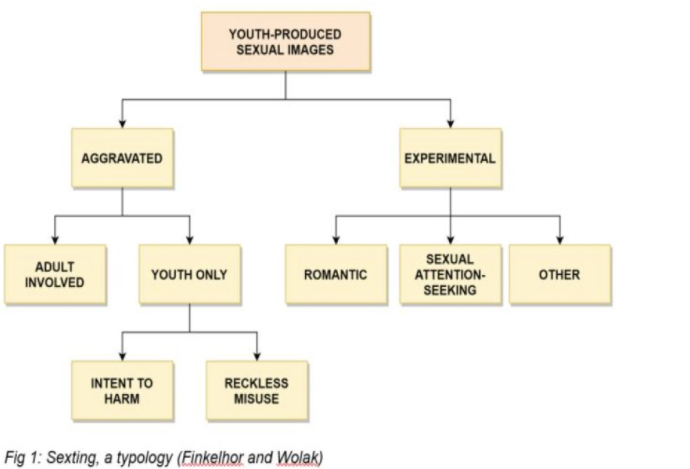 YOUTH-PRODUCED
SEXUAL IMAGES
AGGRAVATED
EXPERIMENTAL
ADULT
INVOLVED
YOUTH ONLY
ROMANTIC
SEXUAL
ATTENTION-
SEEKING
OTHER
INTENT TO
HARM
RECKLESS
MISUSE
Fig 1: Sexting, a typology (Finkelhor and Wolak)